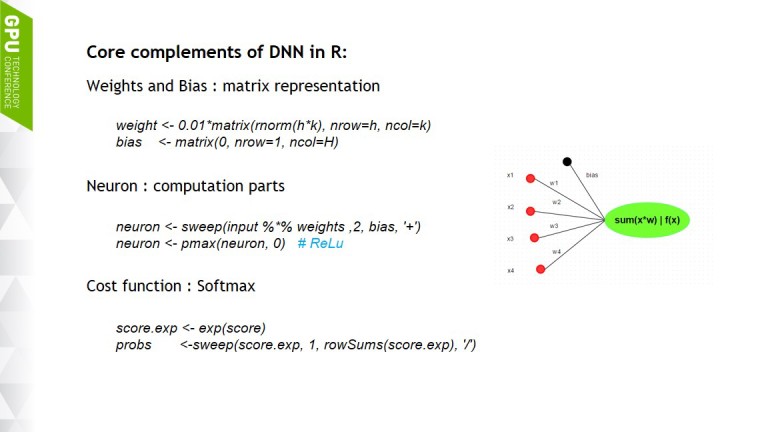 GPU TECHNOLOGY
CONFERENCE
Core complements of DNN in R:
Weights and Bias : matrix representation
weight <- 0.01*matrix(rnorm(h*k), nrow=h, ncol=k)
bias <- matrix(0, nrow=1, ncol=H)
Neuron : computation parts
neuron <- sweep(input %*% weights ,2, bias, '+')
neuron <- pmax(neuron, 0) # ReLu
Cost function : Softmax
score.exp <- exp(score)
probs <-sweep(score.exp, 1, rowSums(score.exp), '/')
x1
w1
bias
x2
w2
sum(x*w) | f(x)
x3
w3
w4
x4